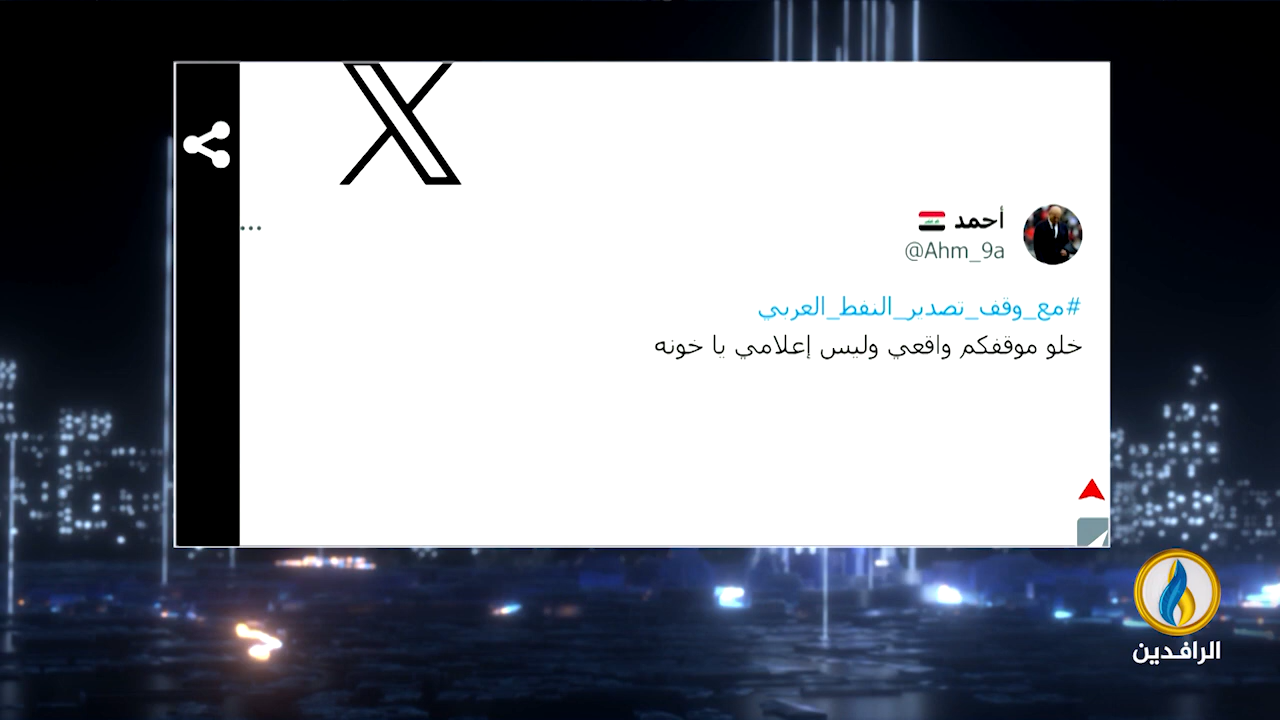 X
أحمد
@Ahm_9a
...
#مع_وقف_تصدير_النفط_العربي
خلو موقفكم واقعي وليس إعلامي يا خونه
الرافدين